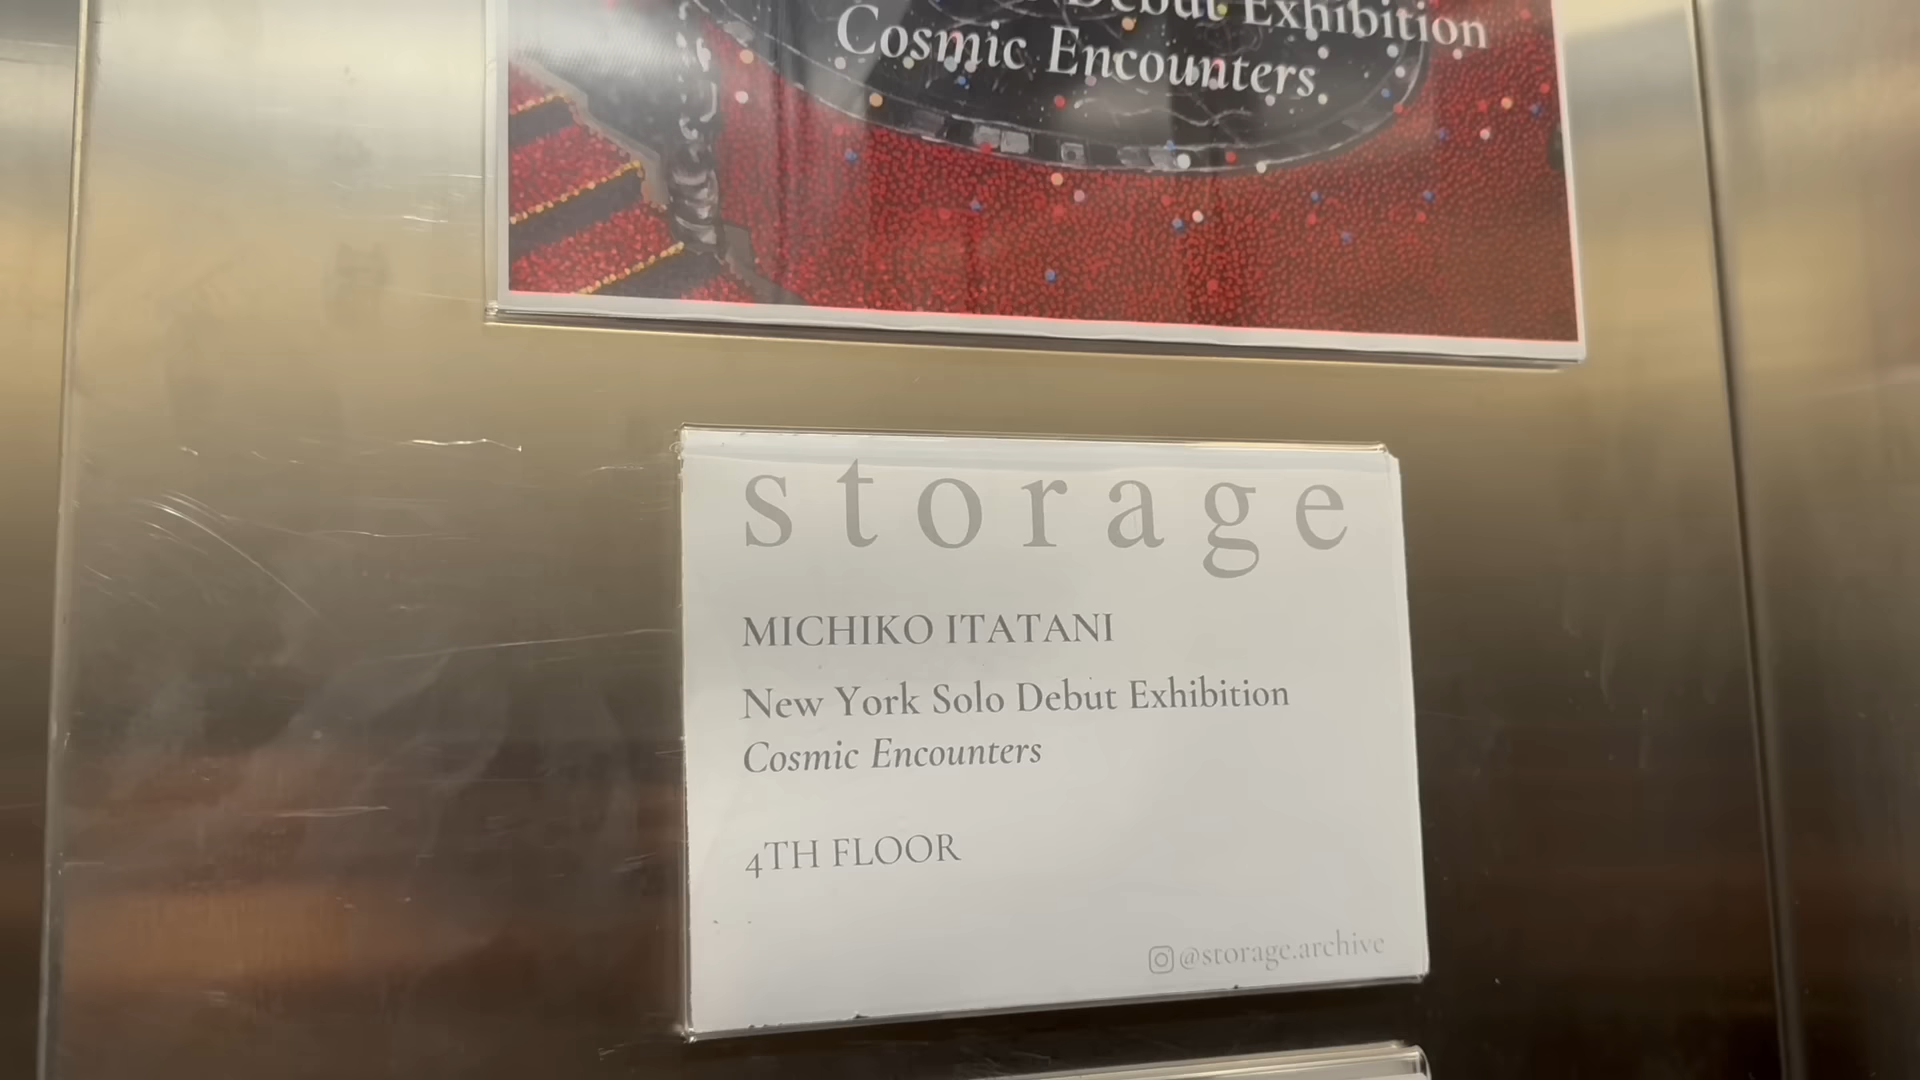 Debut Exhibition
Cosmic Encounters
storage
MICHIKO ITATANI
New York Solo Debut Exhibition
Cosmic Encounters
4TH FLOOR
@storage.archive